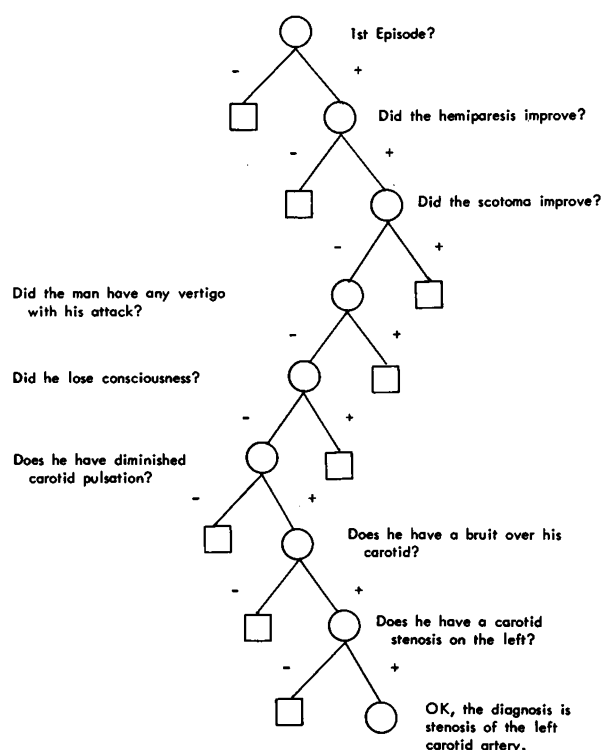 1st Episode?
- +
Did the hemiparesis improve?
- +
Did the scotoma improve?
- +
Did the man have any vertigo
with his attack?
- +
Did he lose consciousness?
- +
Does he have diminished
carotid pulsation?
- +
Does he have a bruit over his
carotid?
- +
Does he have a carotid
stenosis on the left?
- +
OK, the diagnosis is
stenosis of the left
carotid artery.